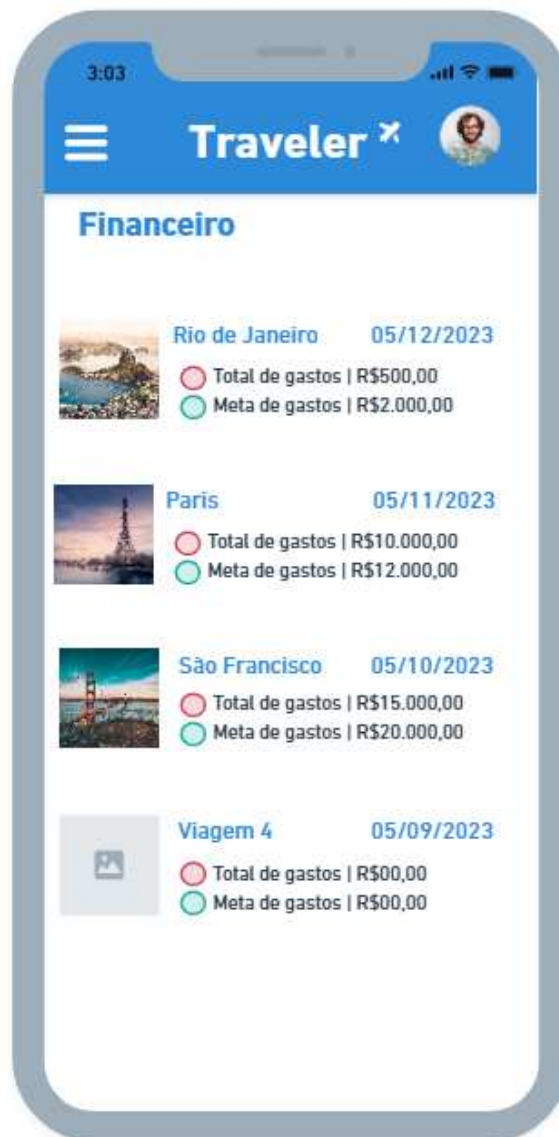 3:03
Traveler
Financeiro
Rio de Janeiro 05/12/2023
Total de gastos | R$500,00
Meta de gastos | R$2.000,00
Paris 05/11/2023
Total de gastos | R$10.000,00
Meta de gastos | R$12.000,00
São Francisco 05/10/2023
Total de gastos | R$15.000,00
Meta de gastos | R$20.000,00
Viagem 4 05/09/2023
Total de gastos | R$00,00
Meta de gastos | R$00,00